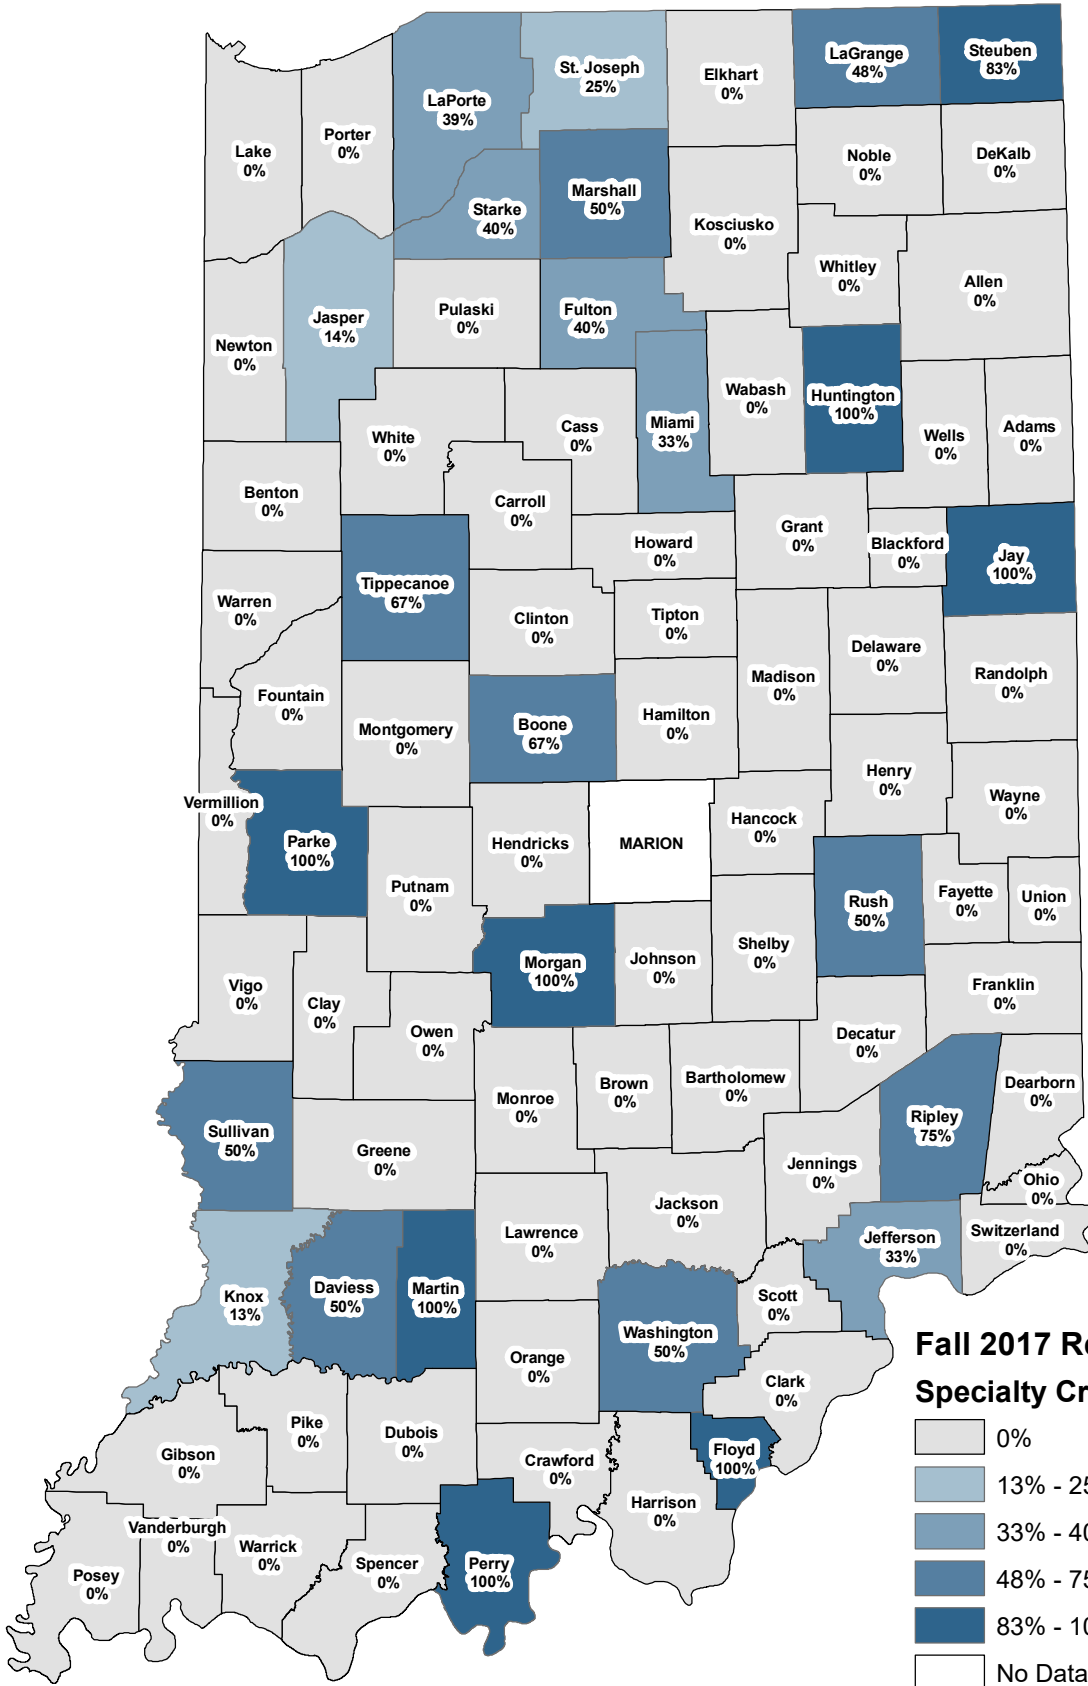 Steuben
83%
LaGrange
48%
St. Joseph
25%
Elkhart
0%
LaPorte
39%
Porter
0%
Lake
0%
Noble
0%
DeKalb
0%
Marshall
50%
Starke
40%
Kosciusko
0%
Whitley
0%
Allen
0%
Jasper
14%
Pulaski
0%
Fulton
40%
Newton
0%
Wabash
0%
Huntington
100%
Miami
33%
Cass
0%
White
0%
Wells
0%
Adams
0%
Benton
0%
Carroll
0%
Grant
0%
Howard
0%
Blackford
0%
Jay
100%
Tippecanoe
67%
Warren
0%
Clinton
0%
Tipton
0%
Delaware
0%
Madison
0%
Randolph
0%
Fountain
0%
Montgomery
0%
Boone
67%
Hamilton
0%
Henry
0%
Wayne
0%
Vermillion
0%
Parke
100%
Hendricks
0%
MARION
Hancock
0%
Putnam
0%
Rush
50%
Fayette
0%
Union
0%
Morgan
100%
Johnson
0%
Shelby
0%
Vigo
0%
Clay
0%
Franklin
0%
Owen
0%
Decatur
0%
Monroe
0%
Brown
0%
Bartholomew
0%
Dearborn
0%
Ripley
75%
Sullivan
50%
Greene
0%
Jennings
0%
Ohio
0%
Jackson
0%
Lawrence
0%
Switzerland
0%
Jefferson
33%
Knox
13%
Daviess
50%
Martin
100%
Scott
0%
Washington
50%
Orange
0%
Clark
0%
Pike
0%
Dubois
0%
Gibson
0%
Crawford
0%
Floyd
100%
Harrison
0%
Vanderburgh
0%
Warrick
0%
Spencer
0%
Perry
100%
Posey
0%
Fall 2017
Specialty
0%
13% -
33% -
48% -
83% -
No Data